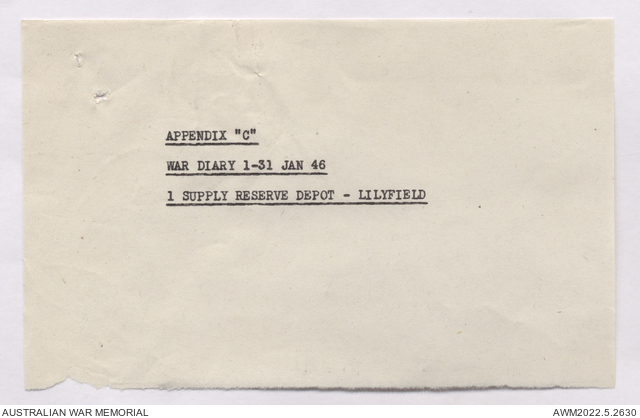 APPENDIX "C"
WAR DIARY 1-31 JAN 46
1 SUPPLY RESERVE DEPOT - LILYFIELD
AUSTRALIAN WAR MEMORIAL
AWM2022.5.2630